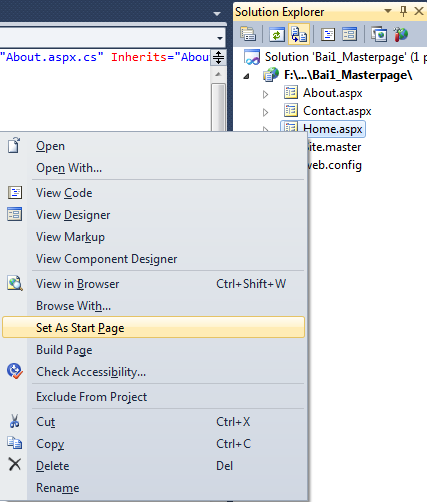 Solution Explorer
"About.aspx.cs" Inherits="Abou
Solution 'Bai1_Masterpage' (1 p
F:\...\Bai1_Masterpage\
About.aspx
Contact.aspx
Home.aspx
ite.master
web.config
Open
Open With...
View Code
View Designer
View Markup
View Component Designer
View in Browser Ctrl+Shift+W
Browse With...
Set As Start Page
Build Page
Check Accessibility...
Exclude From Project
Cut Ctrl+X
Copy Ctrl+C
Delete Del
Rename